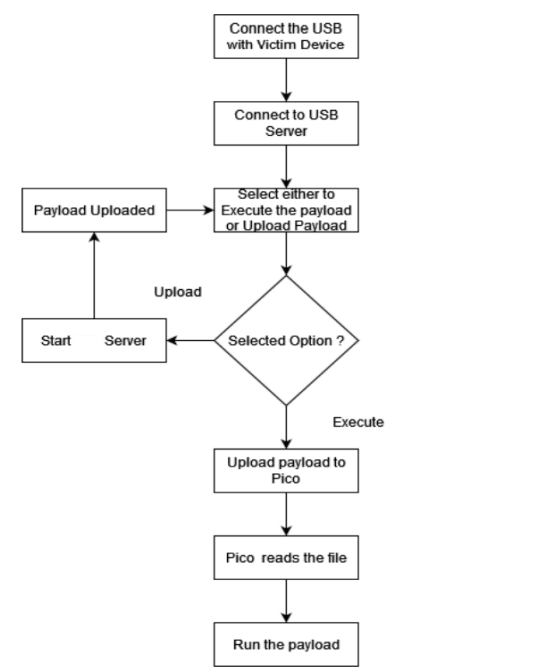 Connect the USB
with Victim Device
Connect to USB
Server
Select either to
Execute the payload
or Upload Payload
Payload Uploaded
Upload
Start Server
Selected Option ?
Execute
Upload payload to
Pico
Pico reads the file
Run the payload